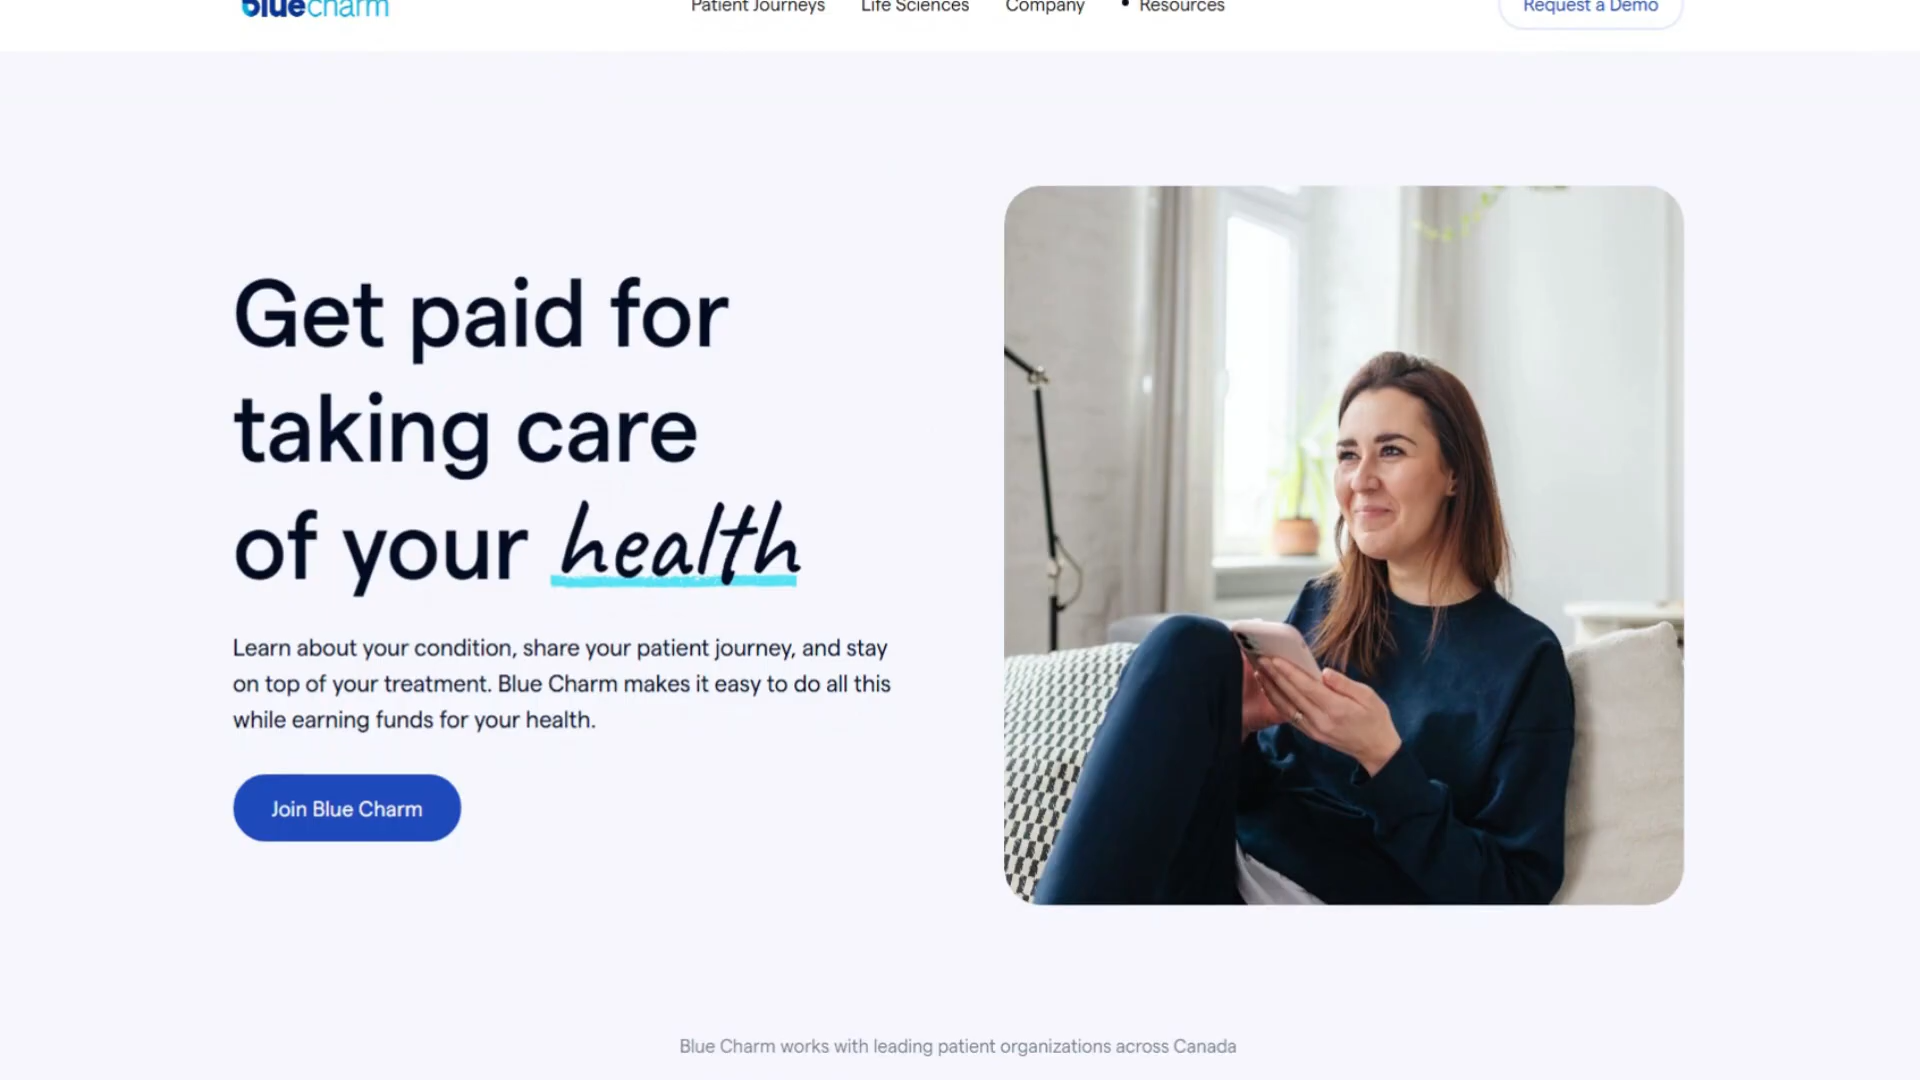 bluecharm
Patient Journeys
Life Sciences
Company
• Resources
Request a Demo
Get paid for
taking care
of your health
Learn about your condition, share your patient journey, and stay
on top of your treatment. Blue Charm makes it easy to do all this
while earning funds for your health.
Join Blue Charm
Blue Charm works with leading patient organizations across Canada